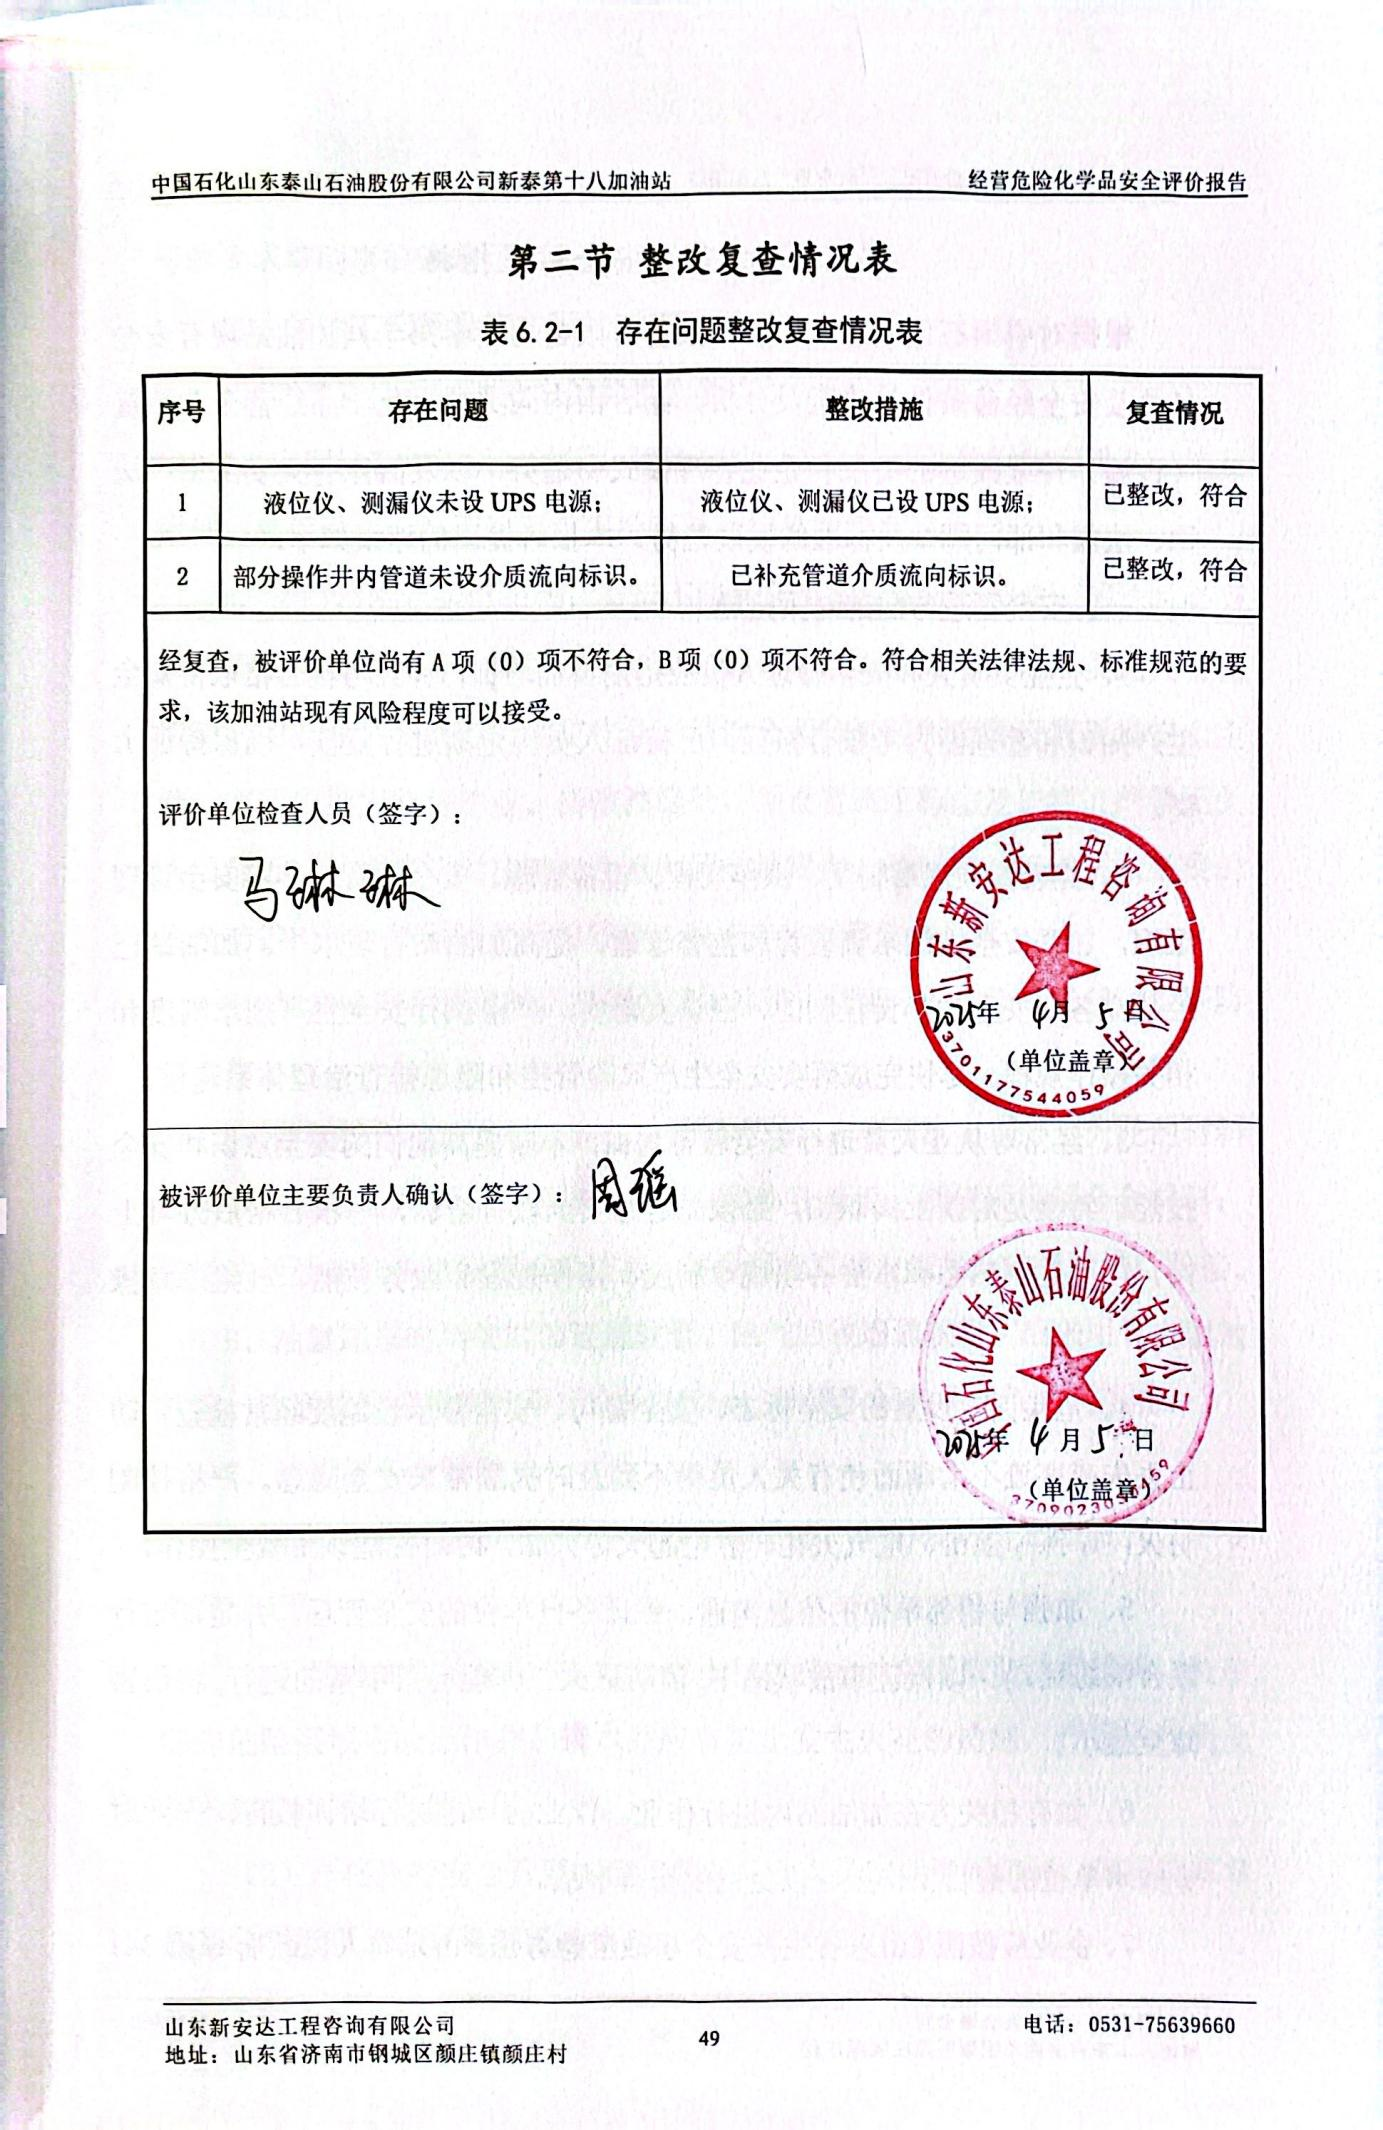 中国石化山东泰山石油股份有限公司新泰第十八加油站 经营危险化学品安全评价报告
第二节 整改复查情况表
表 6.2-1 存在问题整改复查情况表
序号 存在问题 整改措施 复查情况
1 液位仪、测漏仪未设 UPS 电源； 液位仪、测漏仪已设 UPS 电源； 已整改，符合
2 部分操作井内管道未设介质流向标识。 已补充管道介质流向标识。 已整改，符合
经复查，被评价单位尚有 A 项（0）项不符合，B 项（0）项不符合。符合相关法律法规、标准规范的要
求，该加油站现有风险程度可以接受。
评价单位检查人员（签字）：
马琳琳
山东新安达工程咨询有限公司
2025年 4月 5日
（单位盖章）
3701177544059
被评价单位主要负责人确认（签字）：周瑶
中国石化山东泰山石油股份有限公司
2025年 4月 5日
（单位盖章）
山东新安达工程咨询有限公司
地址：山东省济南市钢城区颜庄镇颜庄村
49
电话：0531-75639660